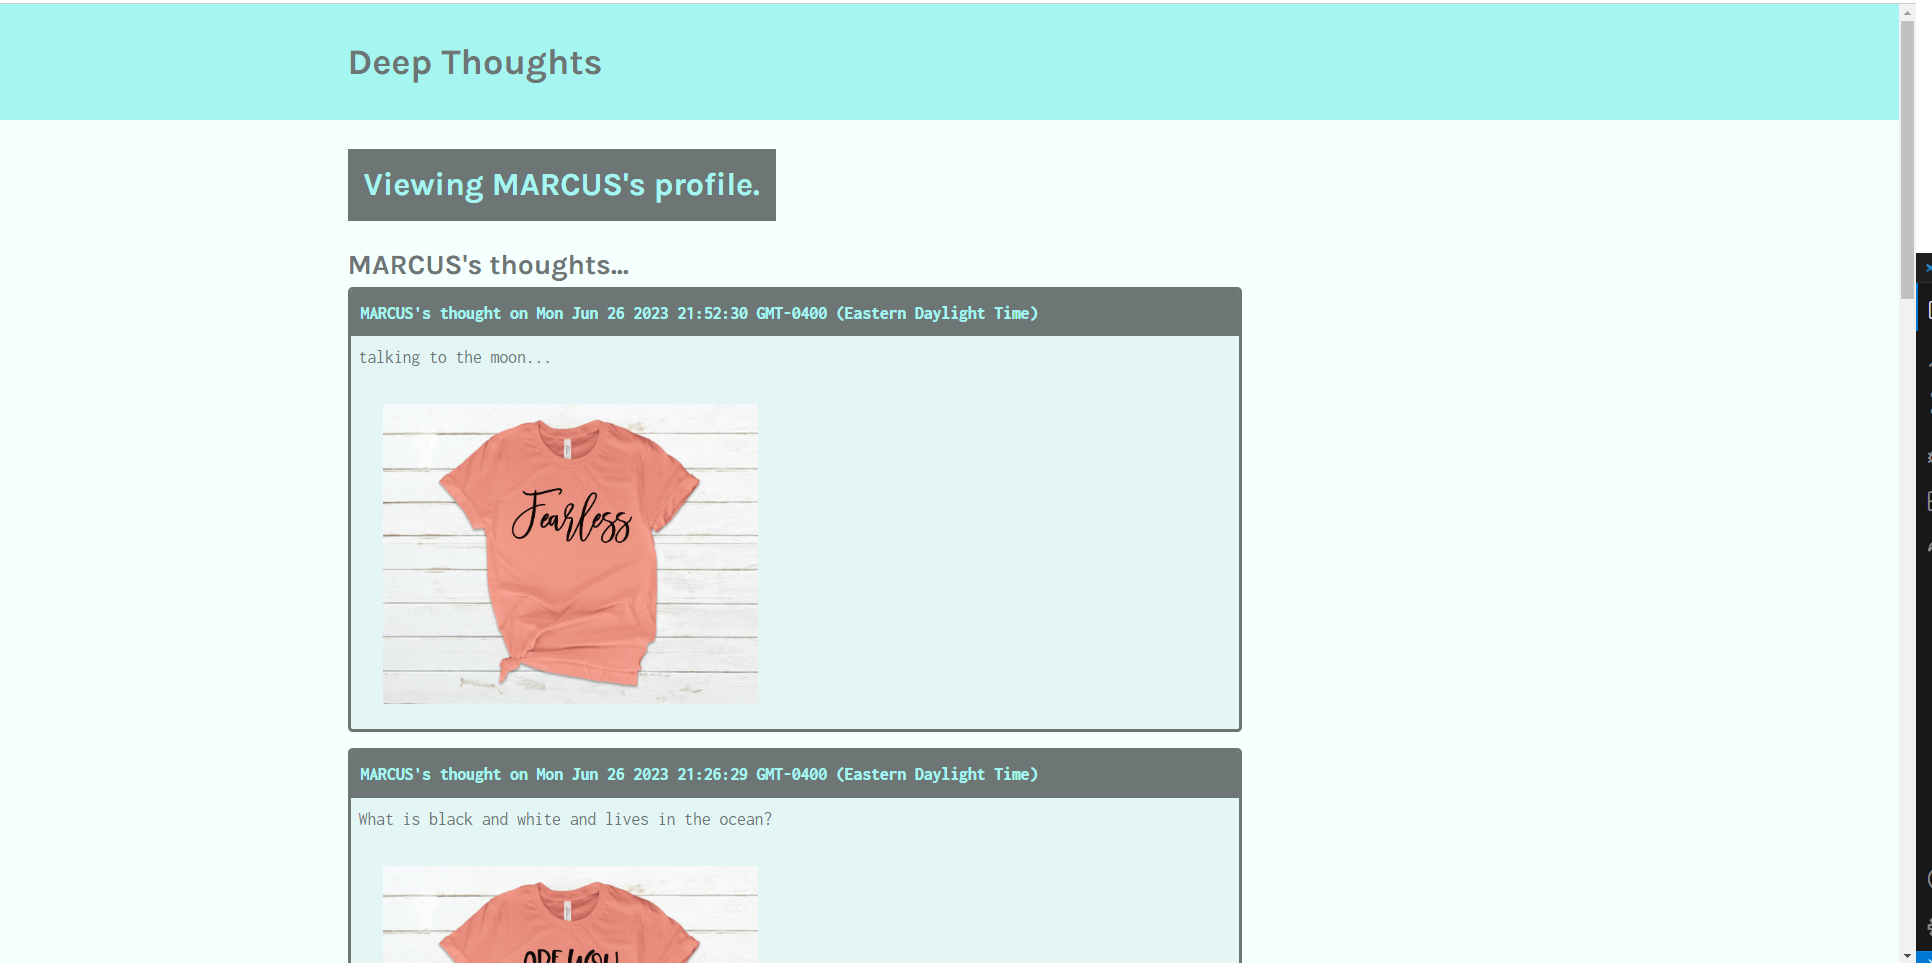 Deep Thoughts
Viewing MARCUS's profile.
MARCUS's thoughts...
MARCUS's thought on Mon Jun 26 2023 21:52:30 GMT-0400 (Eastern Daylight Time)
talking to the moon...
Fearless
MARCUS's thought on Mon Jun 26 2023 21:26:29 GMT-0400 (Eastern Daylight Time)
What is black and white and lives in the ocean?
ARE YOU